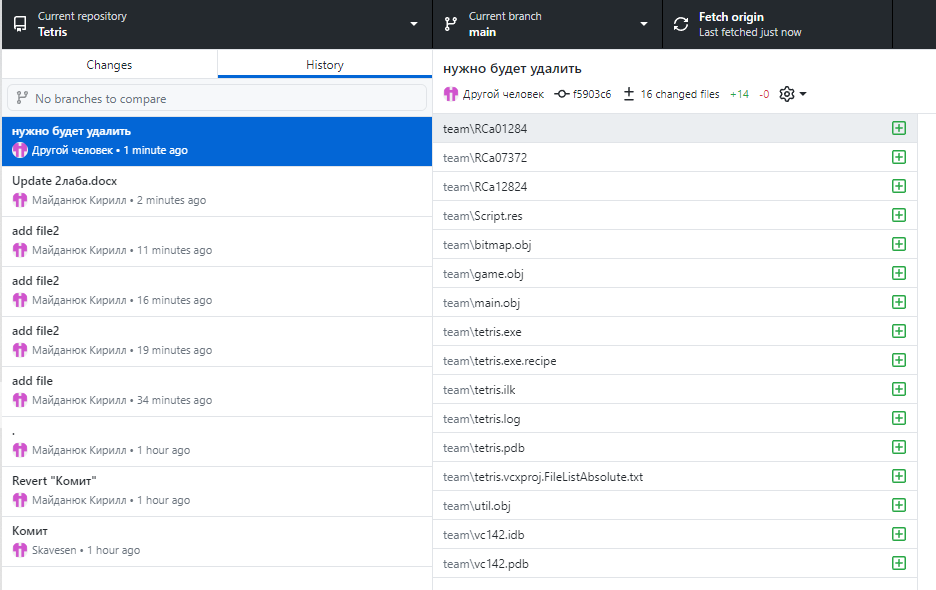 Current repository
Tetris
Current branch
main
Fetch origin
Last fetched just now
Changes
History
No branches to compare
нужно будет удалить
Другой человек • 1 minute ago
Update 2лаба.docx
Майданюк Кирилл • 2 minutes ago
add file2
Майданюк Кирилл • 11 minutes ago
add file2
Майданюк Кирилл • 16 minutes ago
add file2
Майданюк Кирилл • 19 minutes ago
add file
Майданюк Кирилл • 34 minutes ago
.
Майданюк Кирилл • 1 hour ago
Revert "Комит"
Майданюк Кирилл • 1 hour ago
Комит
Skavesen • 1 hour ago
нужно будет удалить
Другой человек f5903c6 16 changed files +14 -0
team\RCa01284
team\RCa07372
team\RCa12824
team\Script.res
team\bitmap.obj
team\game.obj
team\main.obj
team\tetris.exe
team\tetris.exe.recipe
team\tetris.ilk
team\tetris.log
team\tetris.pdb
team\tetris.vcxproj.FileListAbsolute.txt
team\util.obj
team\vc142.idb
team\vc142.pdb